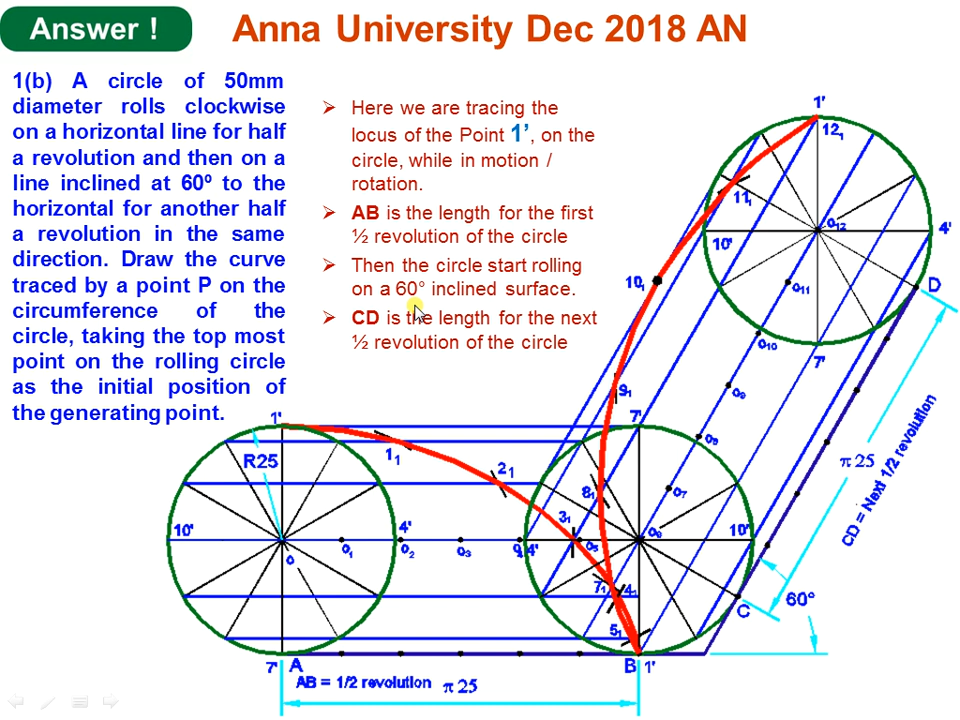 Answer !
Anna University Dec 2018 AN
1(b) A circle of 50mm
diameter rolls clockwise
on a horizontal line for half
a revolution and then on a
line inclined at 60º to the
horizontal for another half
a revolution in the same
direction. Draw the curve
traced by a point P on the
circumference of the
circle, taking the top most
point on the rolling circle
as the initial position of
the generating point.
➢ Here we are tracing the
locus of the Point 1’, on the
circle, while in motion /
rotation.
➢ AB is the length for the first
½ revolution of the circle
➢ Then the circle start rolling
on a 60° inclined surface.
➢ CD is the length for the next
½ revolution of the circle
1'
12₁
11₁
10'
O₁₂
4'
10₁
O₁₁
D
O₁₀
7'
9₁
O₉
O₈
π 25
CD = Next 1/2 revolution
1'
7'
1₁
R25
2₁
8₁
O₇
3₁
10'
4'
4'
O₆
10'
O
O₁
O₂
O₃
O₅
7₁
4₁
60°
C
5₁
7'
A
B
1'
AB = 1/2 revolution π 25